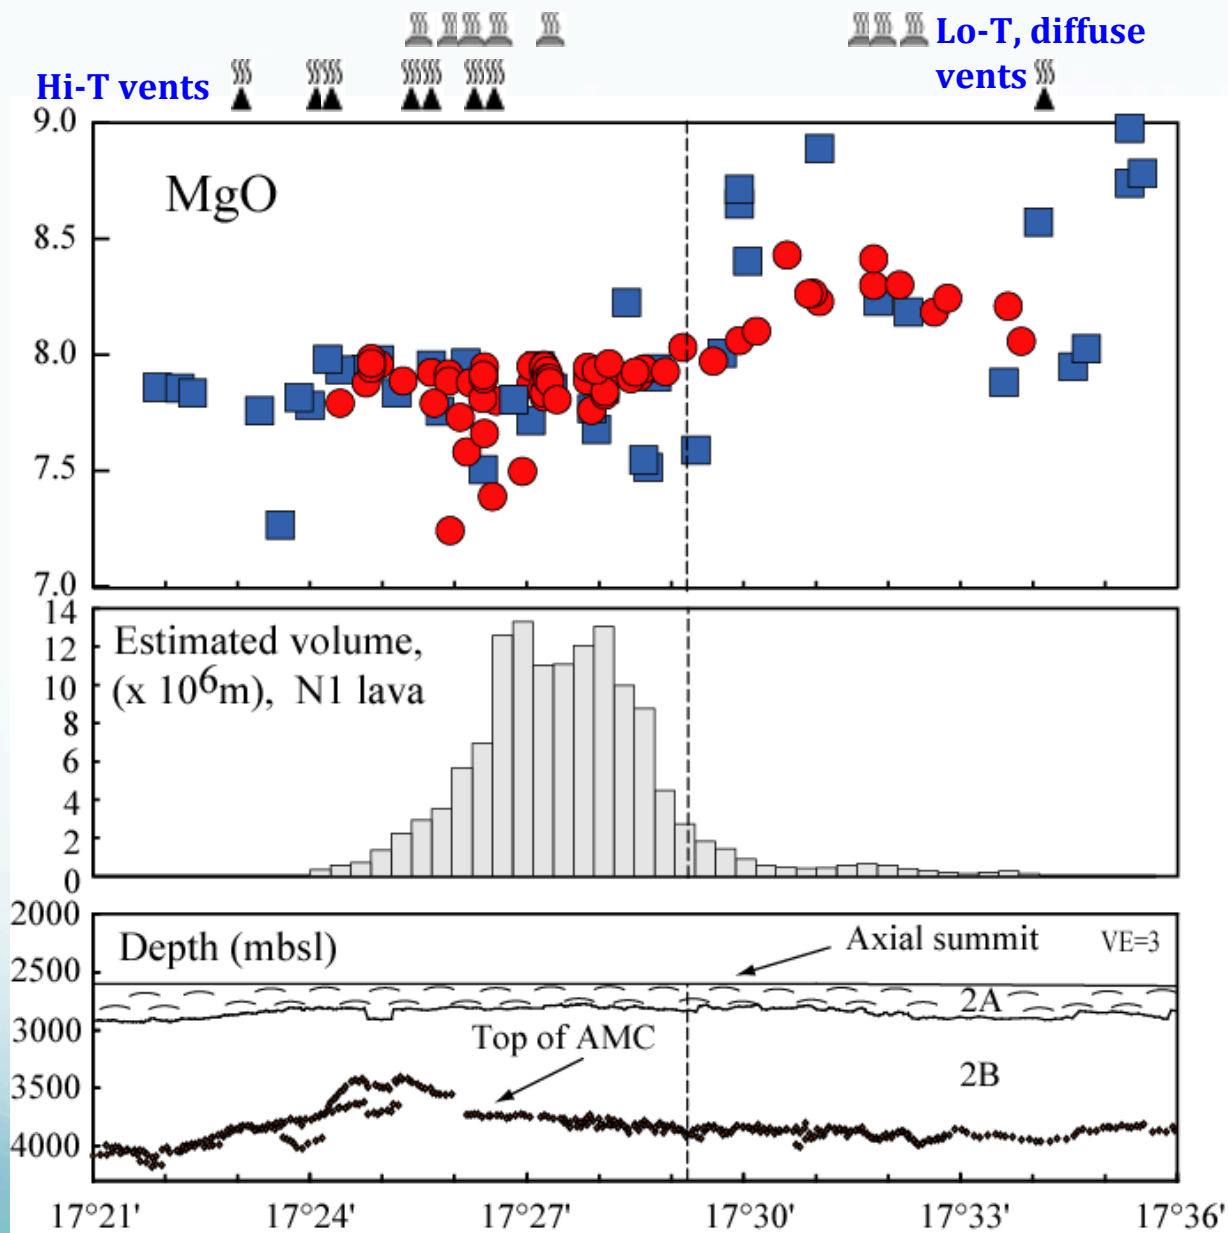 Lo-T, diffuse
vents
Hi-T vents
9.0
8.5
8.0
7.5
7.0
MgO
14
12
10
8
6
4
2
0
Estimated volume,
(x 10⁶m), N1 lava
2000
2500
3000
3500
4000
Depth (mbsl)
Axial summit
VE=3
2A
Top of AMC
2B
17°21' 17°24' 17°27' 17°30' 17°33' 17°36'